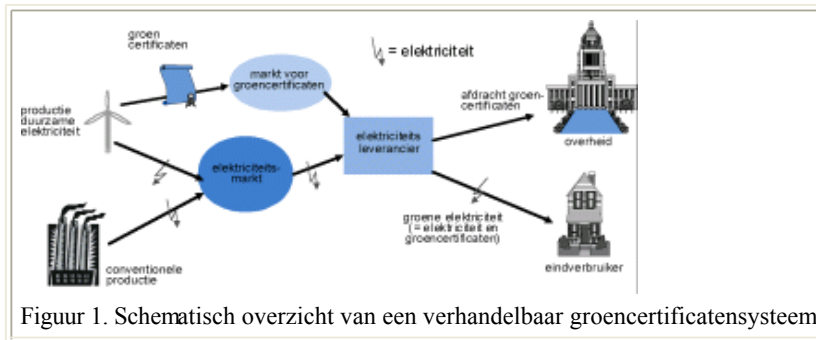 groen
certificaten
= elektriciteit
markt voor
groencertificaten
afdracht groen-
certificaten
productie
duurzame
elektriciteit
elektriciteits
leverancier
overheid
elektriciteits-
markt
groene elektriciteit
(= elektriciteit en
groencertificaten)
conventionele
productie
eindverbruiker
Figuur 1. Schematisch overzicht van een verhandelbaar groencertificatensysteem